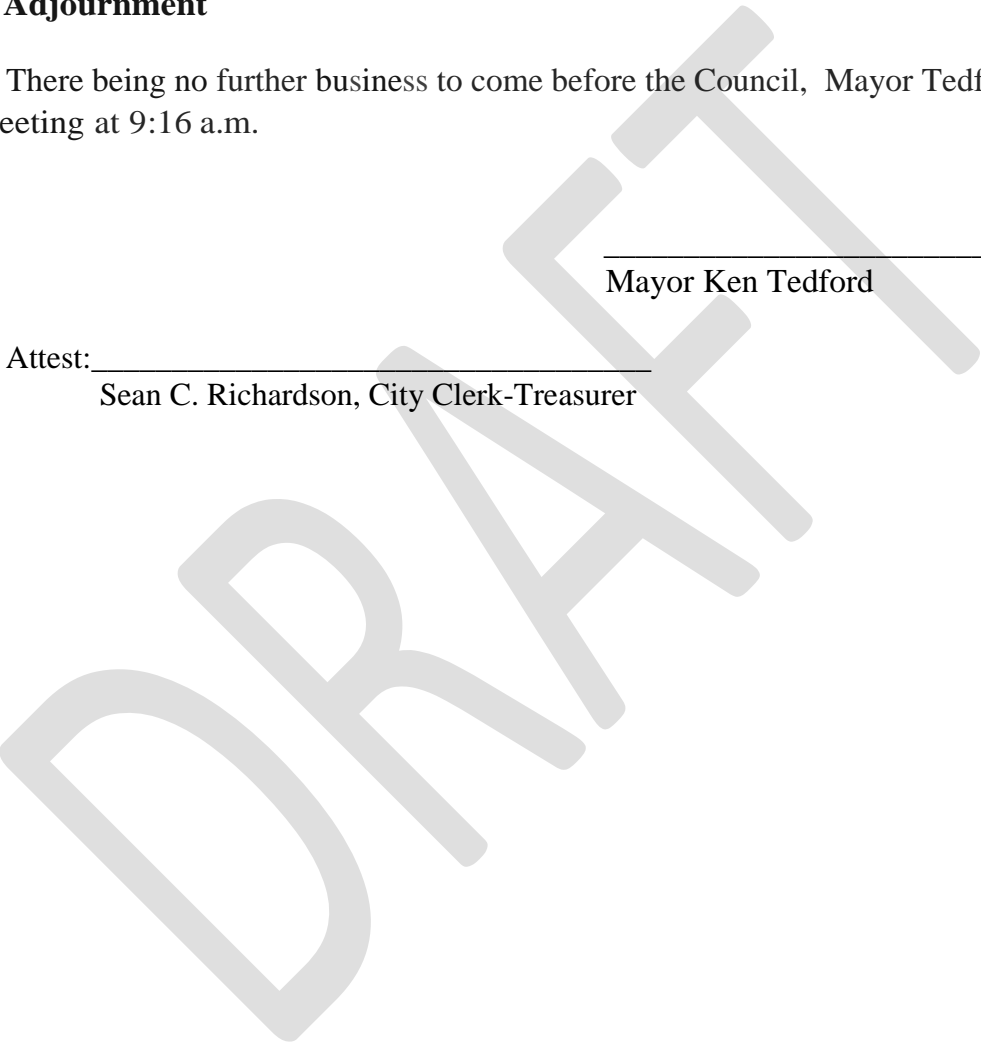 Adjournment
There being no further business to come before the Council, Mayor Tedf
eeting at 9:16 a.m.
_________________________
Mayor Ken Tedford
Attest:___________________________________
Sean C. Richardson, City Clerk-Treasurer
DRAFT